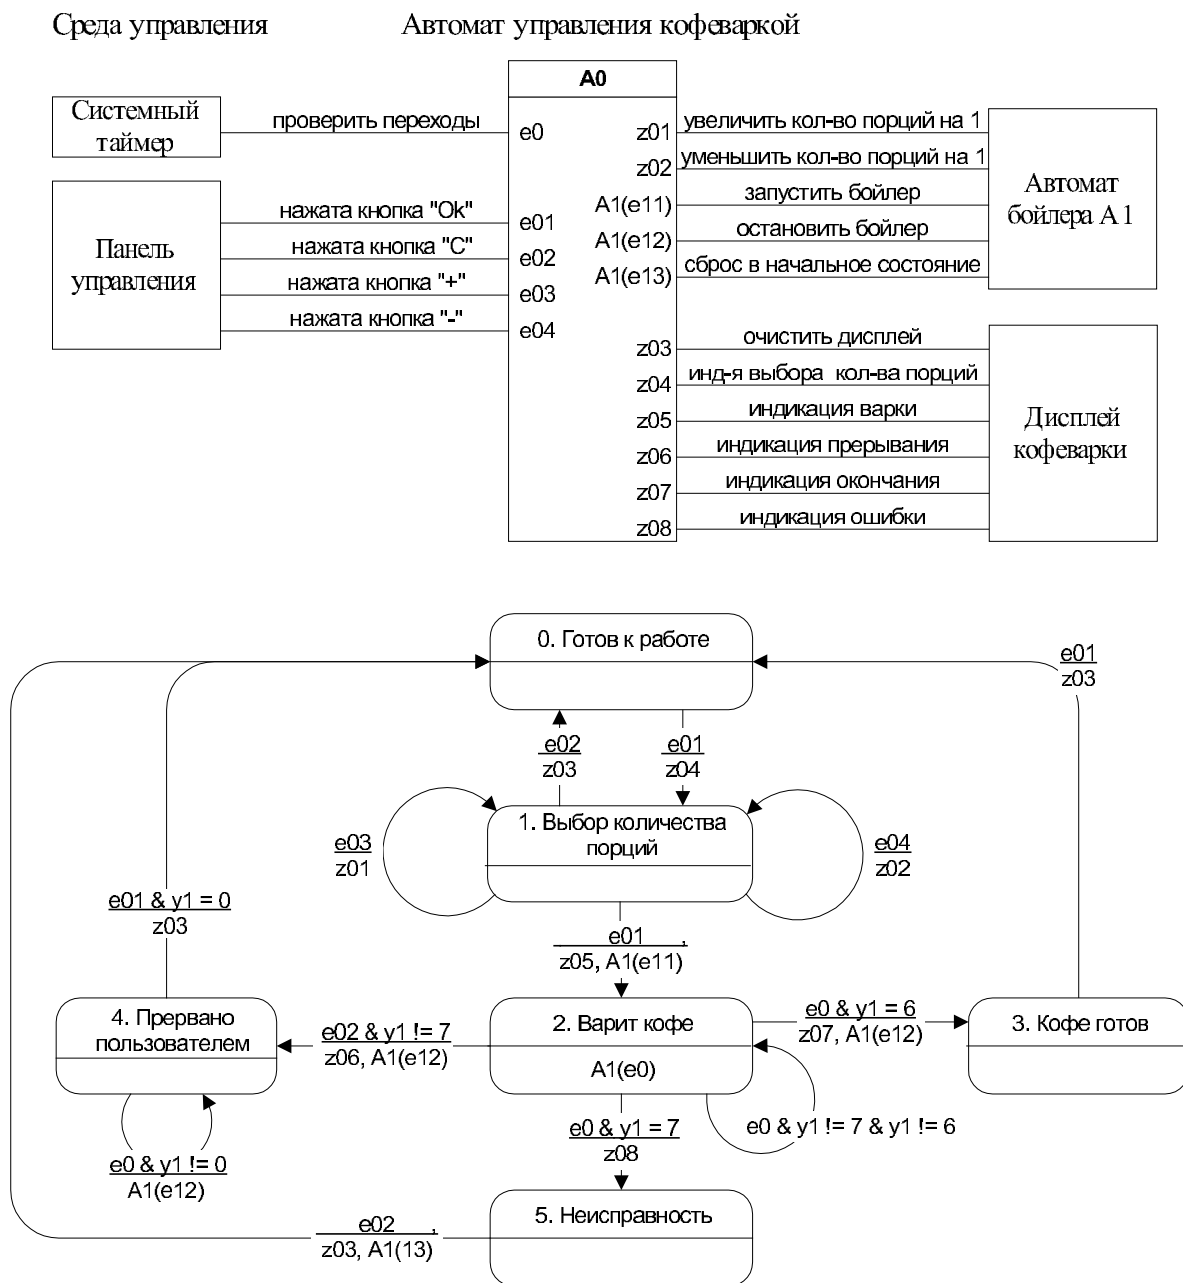 Среда управления
Автомат управления кофеваркой
A0
Системный
таймер
проверить переходы
e0
Панель
управления
нажата кнопка "Ok"
e01
нажата кнопка "C"
e02
нажата кнопка "+"
e03
нажата кнопка "-"
e04
z01
увеличить кол-во порций на 1
z02
уменьшить кол-во порций на 1
A1(e11)
запустить бойлер
A1(e12)
остановить бойлер
A1(e13)
сброс в начальное состояние
Автомат
бойлера А1
z03
очистить дисплей
z04
инд-я выбора кол-ва порций
z05
индикация варки
z06
индикация прерывания
z07
индикация окончания
z08
индикация ошибки
Дисплей
кофеварки
0. Готов к работе
e01
z03
e02
z03
e01
z04
1. Выбор количества
порций
e03
z01
e04
z02
e01 & y1 = 0
z03
e01 ,
z05, A1(e11)
4. Прервано
пользователем
e02 & y1 != 7
z06, A1(e12)
2. Варит кофе
A1(e0)
e0 & y1 = 6
z07, A1(e12)
3. Кофе готов
e0 & y1 != 0
A1(e12)
e0 & y1 = 7
z08
e0 & y1 != 7 & y1 != 6
5. Неисправность
e02 ,
z03, A1(13)